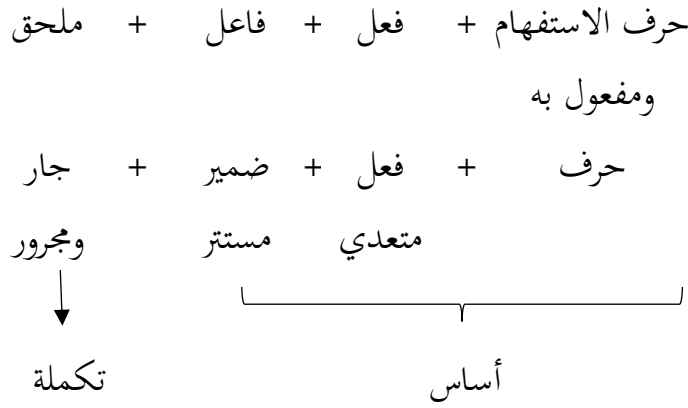 حرف الاستفهام + فعل + فاعل + ملحق
ومفعول به
حرف + فعل + ضمير + جار
متعدي مستتر ومجرور
أساس تكملة